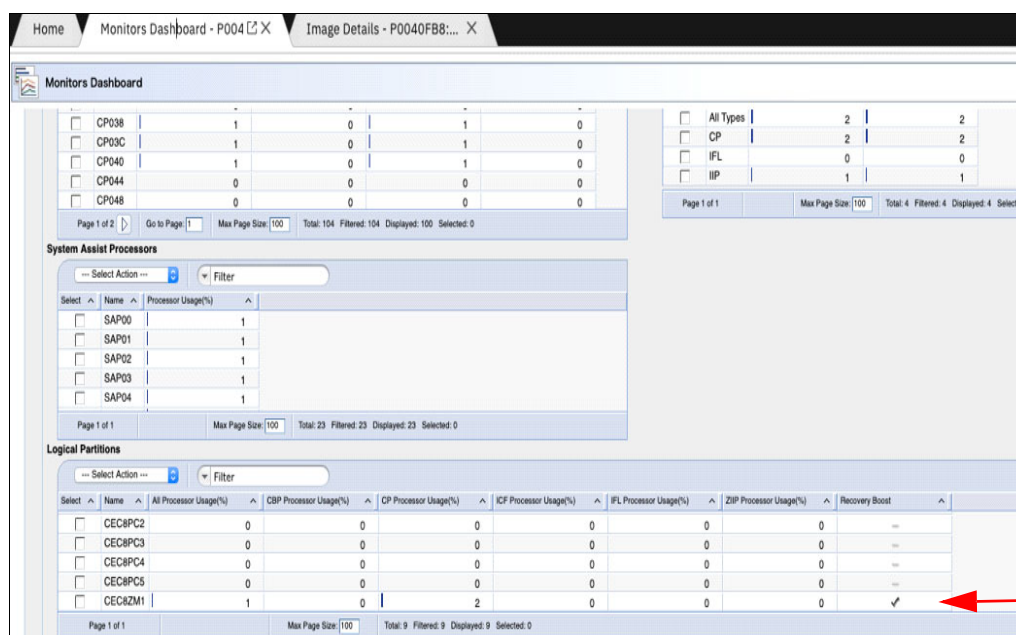 Home Monitors Dashboard - P004 Image Details - P0040FB8:...
Monitors Dashboard
CP038 1 0 1 0
CP03C 1 0 1 0
CP040 1 0 1 0
CP044 0 0 0 0
CP048 0 0 0 0
Page 1 of 2 Go to Page: 1 Max Page Size: 100 Total: 104 Filtered: 104 Displayed: 100 Selected: 0
All Types 2 2
CP 2 2
IFL 0 0
IIP 1 1
Page 1 of 1 Max Page Size: 100 Total: 4 Filtered: 4 Displayed: 4 Select
System Assist Processors
--- Select Action --- Filter
Select Name Processor Usage(%)
SAP00 1
SAP01 1
SAP02 1
SAP03 1
SAP04 1
Page 1 of 1 Max Page Size: 100 Total: 23 Filtered: 23 Displayed: 23 Selected: 0
Logical Partitions
--- Select Action --- Filter
Select Name All Processor Usage(%) CBP Processor Usage(%) CP Processor Usage(%) ICF Processor Usage(%) IFL Processor Usage(%) ZIIP Processor Usage(%) Recovery Boost
CEC8PC2 0 0 0 0 0 0 --
CEC8PC3 0 0 0 0 0 0 --
CEC8PC4 0 0 0 0 0 0 --
CEC8PC5 0 0 0 0 0 0 --
CEC8ZM1 1 0 2 0 0 0 ✓
Page 1 of 1 Max Page Size: 100 Total: 9 Filtered: 9 Displayed: 9 Selected: 0